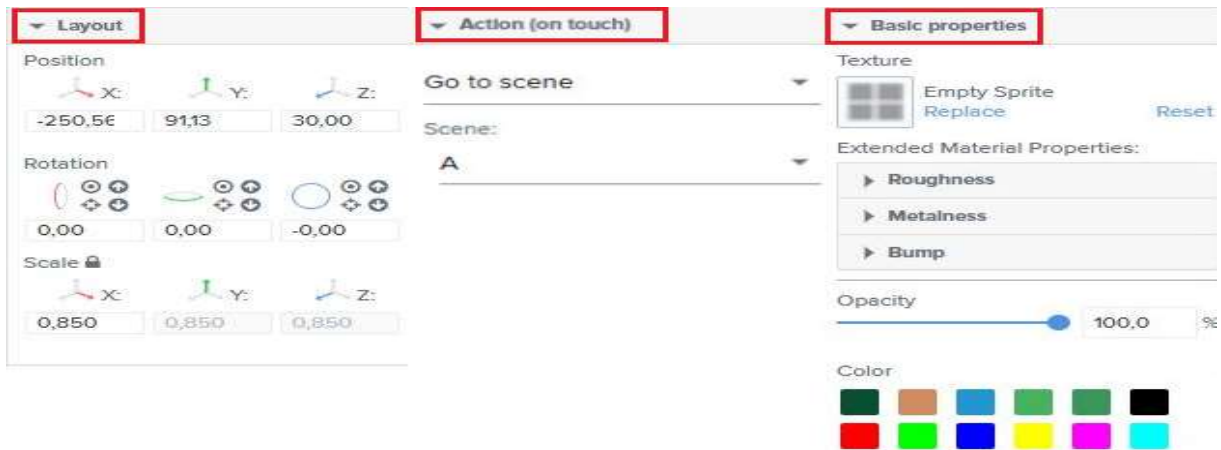 Layout
Position
X: Y: Z:
-250,56 91,13 30,00
Rotation
0,00 0,00 -0,00
Scale
X: Y: Z:
0,850 0,850 0,850
Action (on touch)
Go to scene
Scene:
A
Basic properties
Texture
Empty Sprite
Replace Reset
Extended Material Properties:
Roughness
Metalness
Bump
Opacity
100,0 %
Color